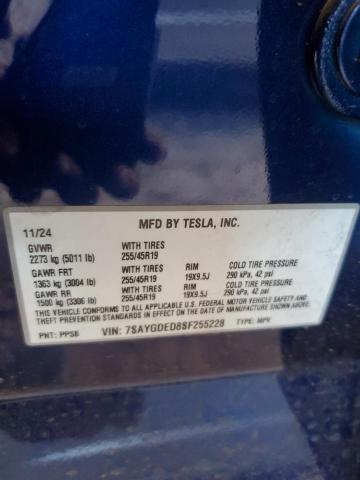 MFD BY TESLA, INC.
11/24
GVWR WITH TIRES
2273 kg (5011 lb) 255/45R19
GAWR FRT WITH TIRES RIM COLD TIRE PRESSURE
1363 kg (3004 lb) 255/45R19 19X9.5J 290 kPa, 42 psi
GAWR RR WITH TIRES RIM COLD TIRE PRESSURE
1500 kg (3306 lb) 255/45R19 19X9.5J 290 kPa, 42 psi
THIS VEHICLE CONFORMS TO ALL APPLICABLE FEDERAL MOTOR VEHICLE SAFETY,
BUMPER, AND THEFT PREVENTION STANDARDS IN EFFECT ON THE DATE OF MANUFACTURE SHOWN ABOVE.
PNT: PPSB VIN: 7SAYGDED8SF255228 TYPE: MPV